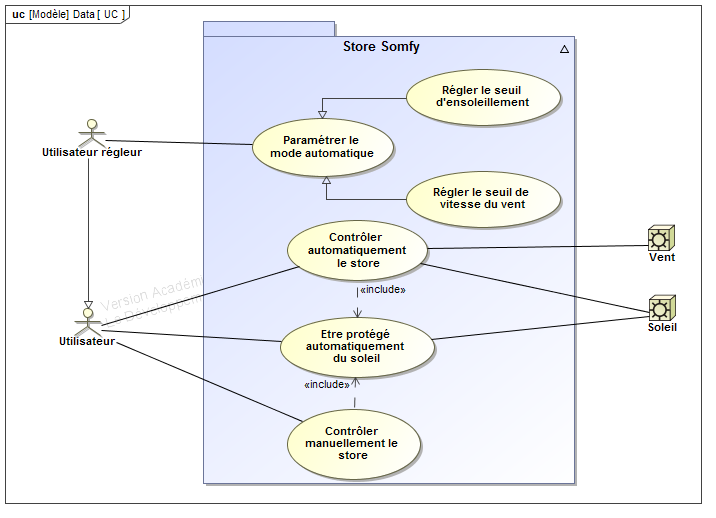 uc [Modèle] Data [ UC ]
Store Somfy
Régler le seuil
d'ensoleillement
Paramétrer le
mode automatique
Utilisateur régleur
Régler le seuil de
vitesse du vent
Contrôler
automatiquement
le store
Vent
Version Acadé
«include»
Soleil
Utilisateur
Etre protégé
automatiquement
du soleil
«include»
Contrôler
manuellement le
store